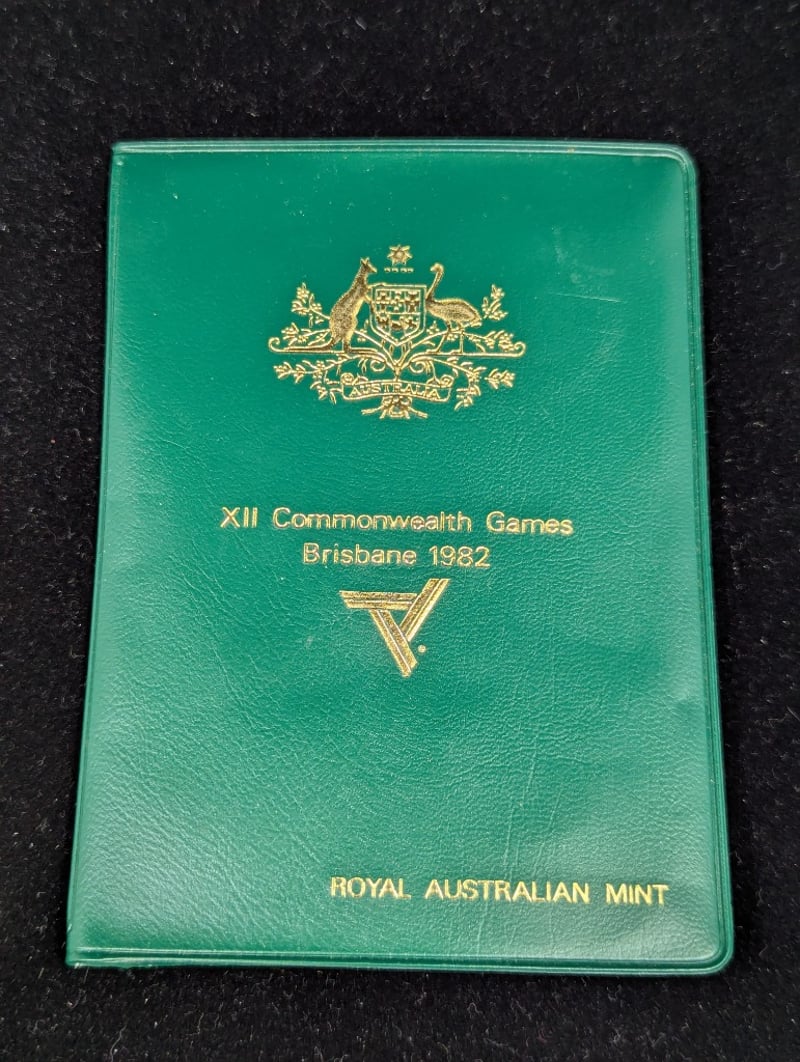 AUSTRALIA
XII Commonwealth Games
Brisbane 1982
ROYAL AUSTRALIAN MINT